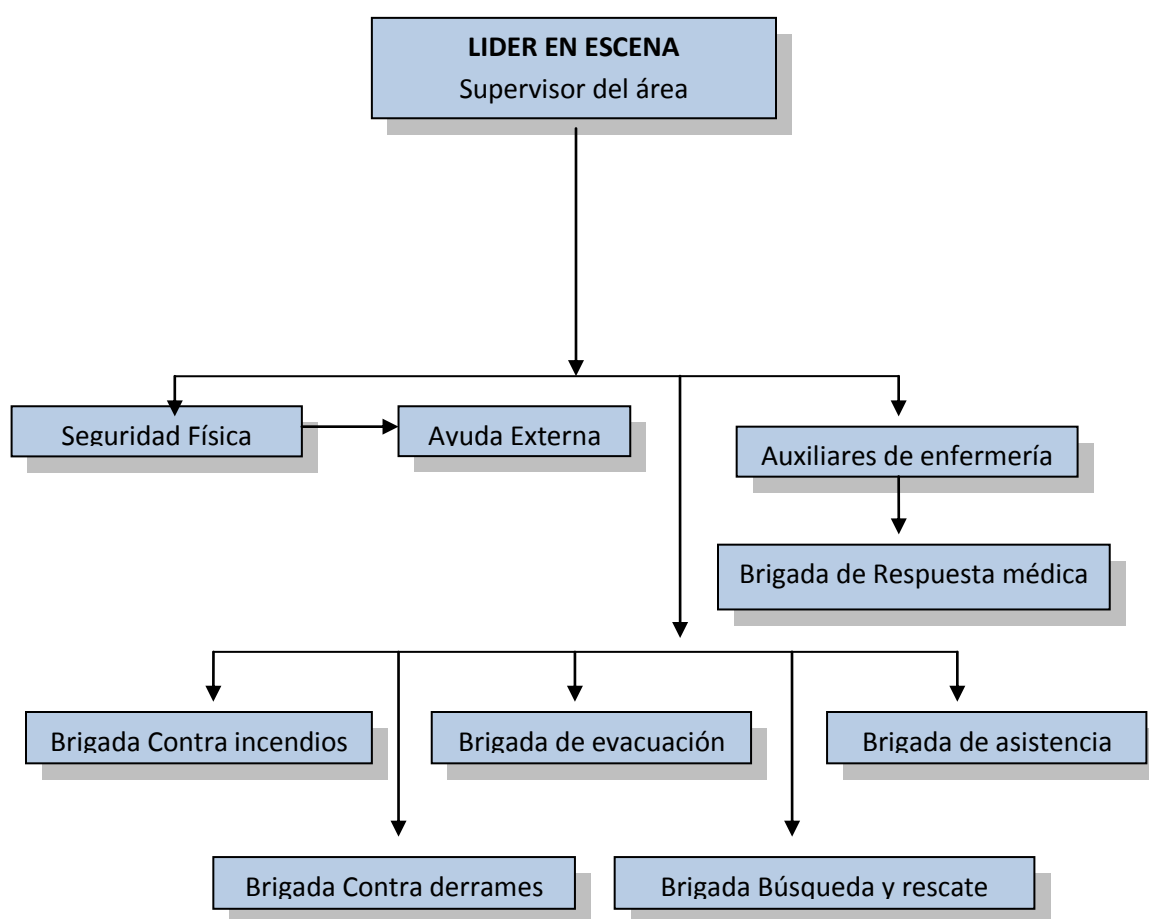 LIDER EN ESCENA
Supervisor del área
Seguridad Física
Ayuda Externa
Auxiliares de enfermería
Brigada de Respuesta médica
Brigada Contra incendios
Brigada de evacuación
Brigada de asistencia
Brigada Contra derrames
Brigada Búsqueda y rescate